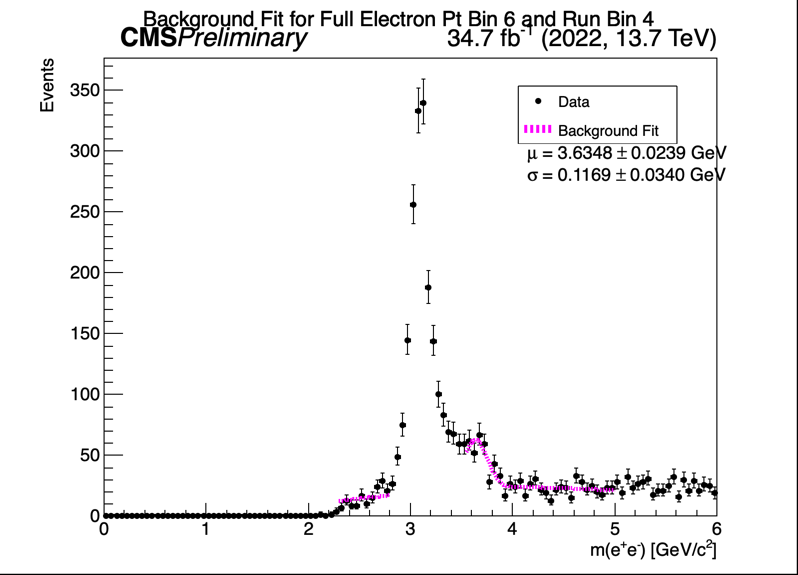 Background Fit for Full Electron Pt Bin 6 and Run Bin 4
CMSPreliminary
34.7 fb⁻¹ (2022, 13.7 TeV)
Events
350
300
250
200
150
100
50
0
Data
Background Fit
μ = 3.6348 ± 0.0239 GeV
σ = 0.1169 ± 0.0340 GeV
0 1 2 3 4 5 6
m(e⁺e⁻) [GeV/c²]